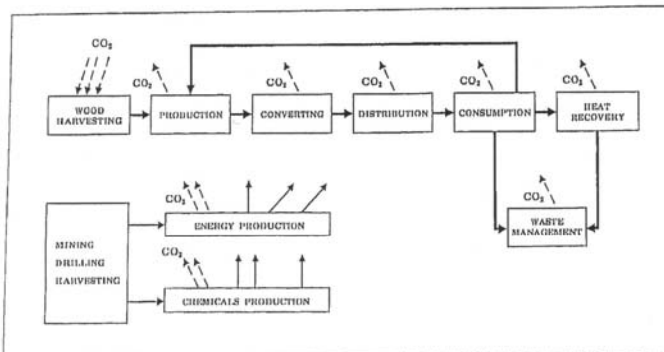 CO₂
CO₂
CO₂
CO₂
CO₂
CO₂
WOOD
HARVESTING
PRODUCTION
CONVERTING
DISTRIBUTION
CONSUMPTION
HEAT
RECOVERY
CO₂
WASTE
MANAGEMENT
CO₂
ENERGY PRODUCTION
MINING
DRILLING
HARVESTING
CO₂
CHEMICALS PRODUCTION